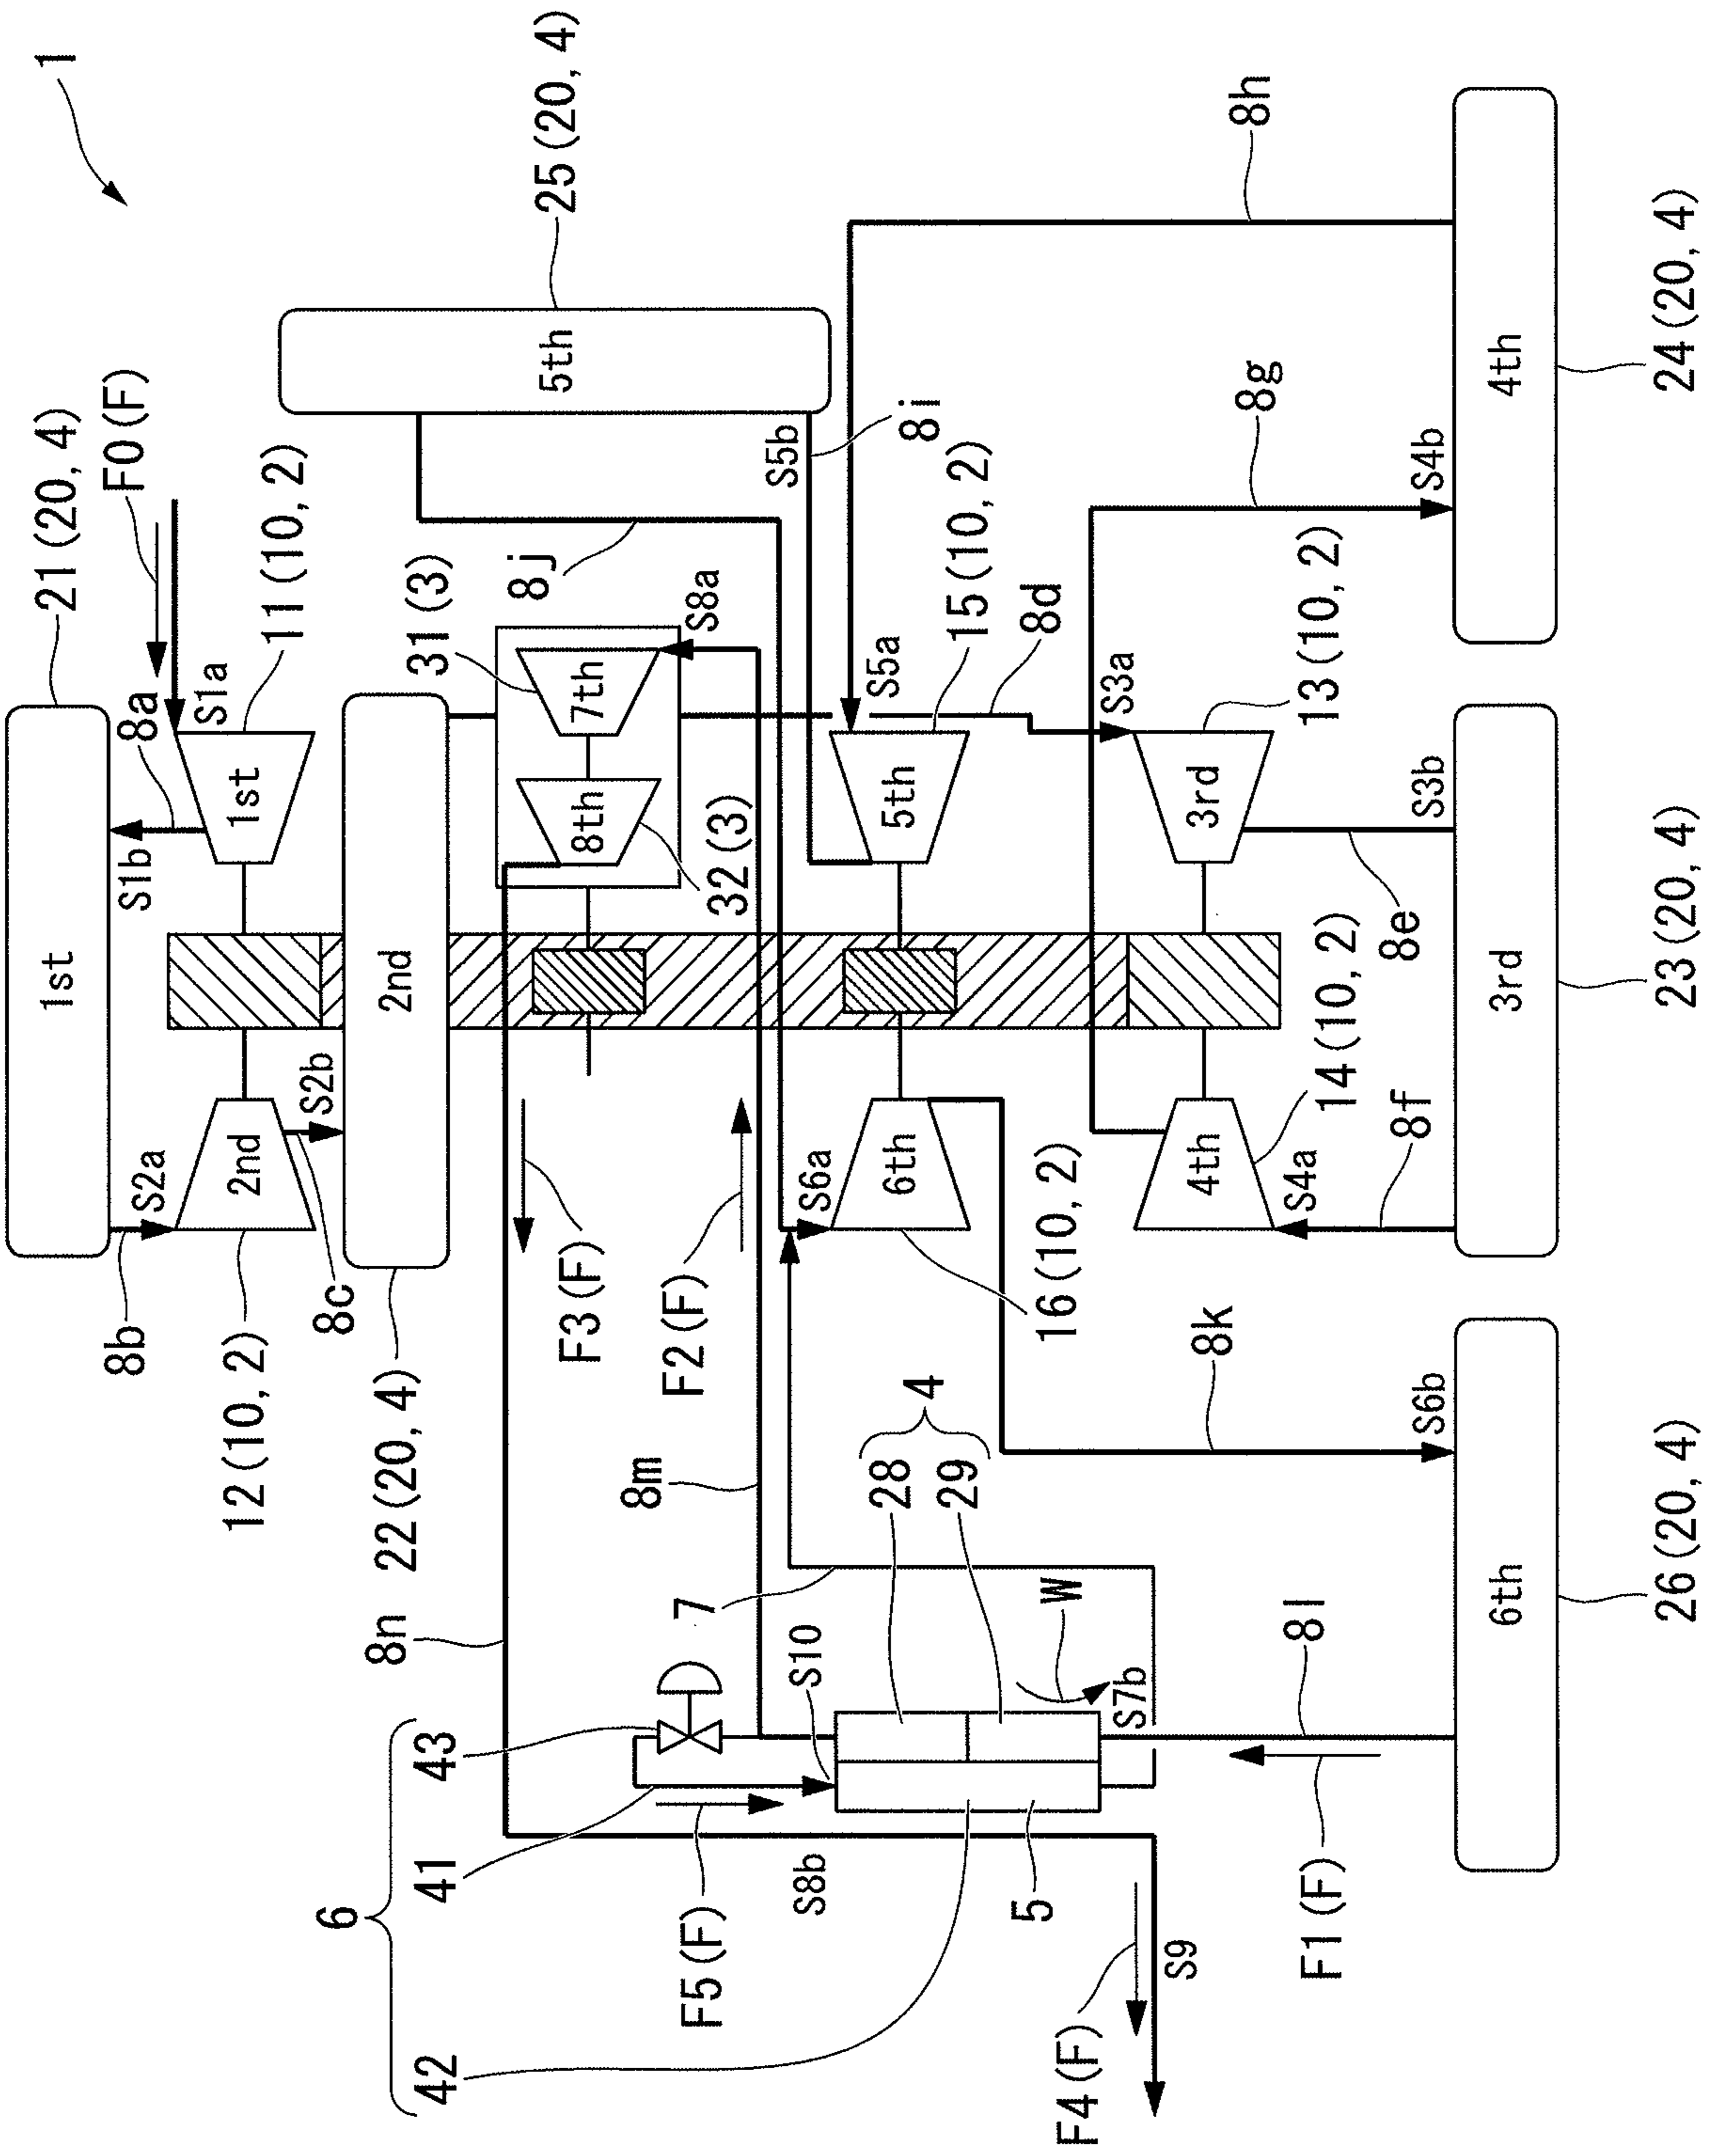 1
21(20, 4)
1st
F0(F)
8a
S1b
8b
S2a
S1a
12(10, 2)
2nd
1st
11(10, 2)
S2b
8c
6
8n
22(20, 4)
2nd
42
41
43
31(3)
8j
5th
25(20, 4)
F3(F)
8th
7th
8m
F2(F)
7
S8a
F5(F)
32(3)
S5b
S8b
S10
S6a
28
6th
5th
S5a
4
8i
29
15(10, 2)
5
8d
W
16(10, 2)
F4(F)
S7b
S3a
S9
4th
3rd
8k
8g
8h
8l
S4a
F1(F)
13(10, 2)
14(10, 2)
8f
8e
S6b
S3b
S4b
6th
3rd
4th
26(20, 4)
23(20, 4)
24(20, 4)